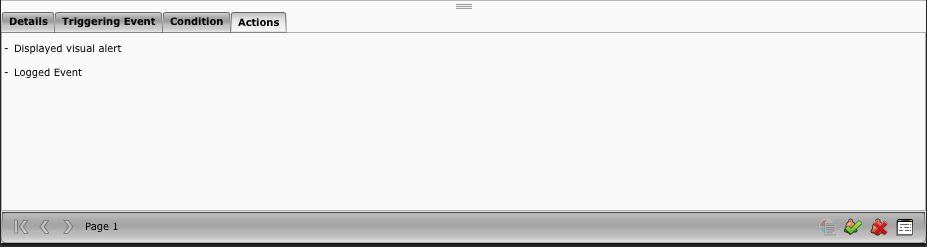 Details Triggering Event Condition Actions
- Displayed visual alert
- Logged Event
Page 1